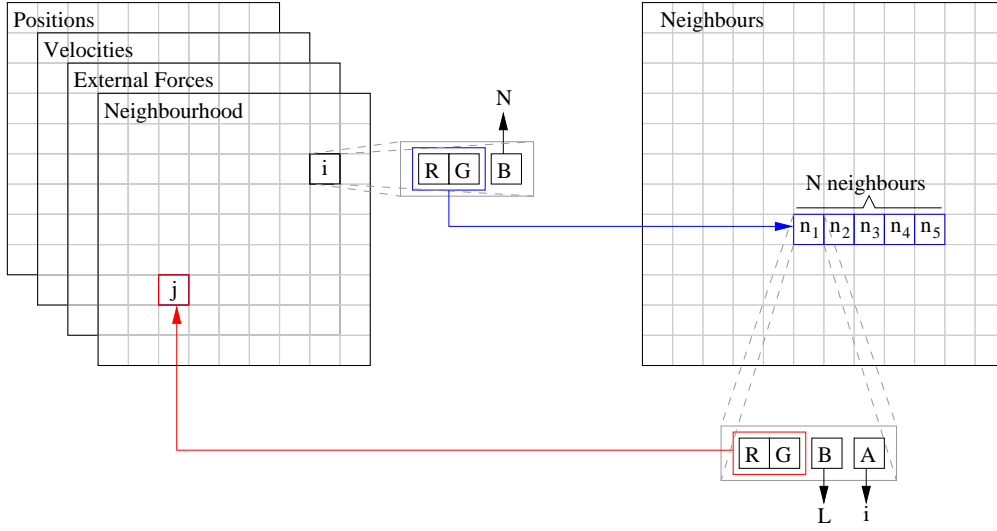 Positions
Velocities
External Forces
Neighbourhood
i
j
R G B
N
Neighbours
N neighbours
n1 n2 n3 n4 n5
R G B A
L i